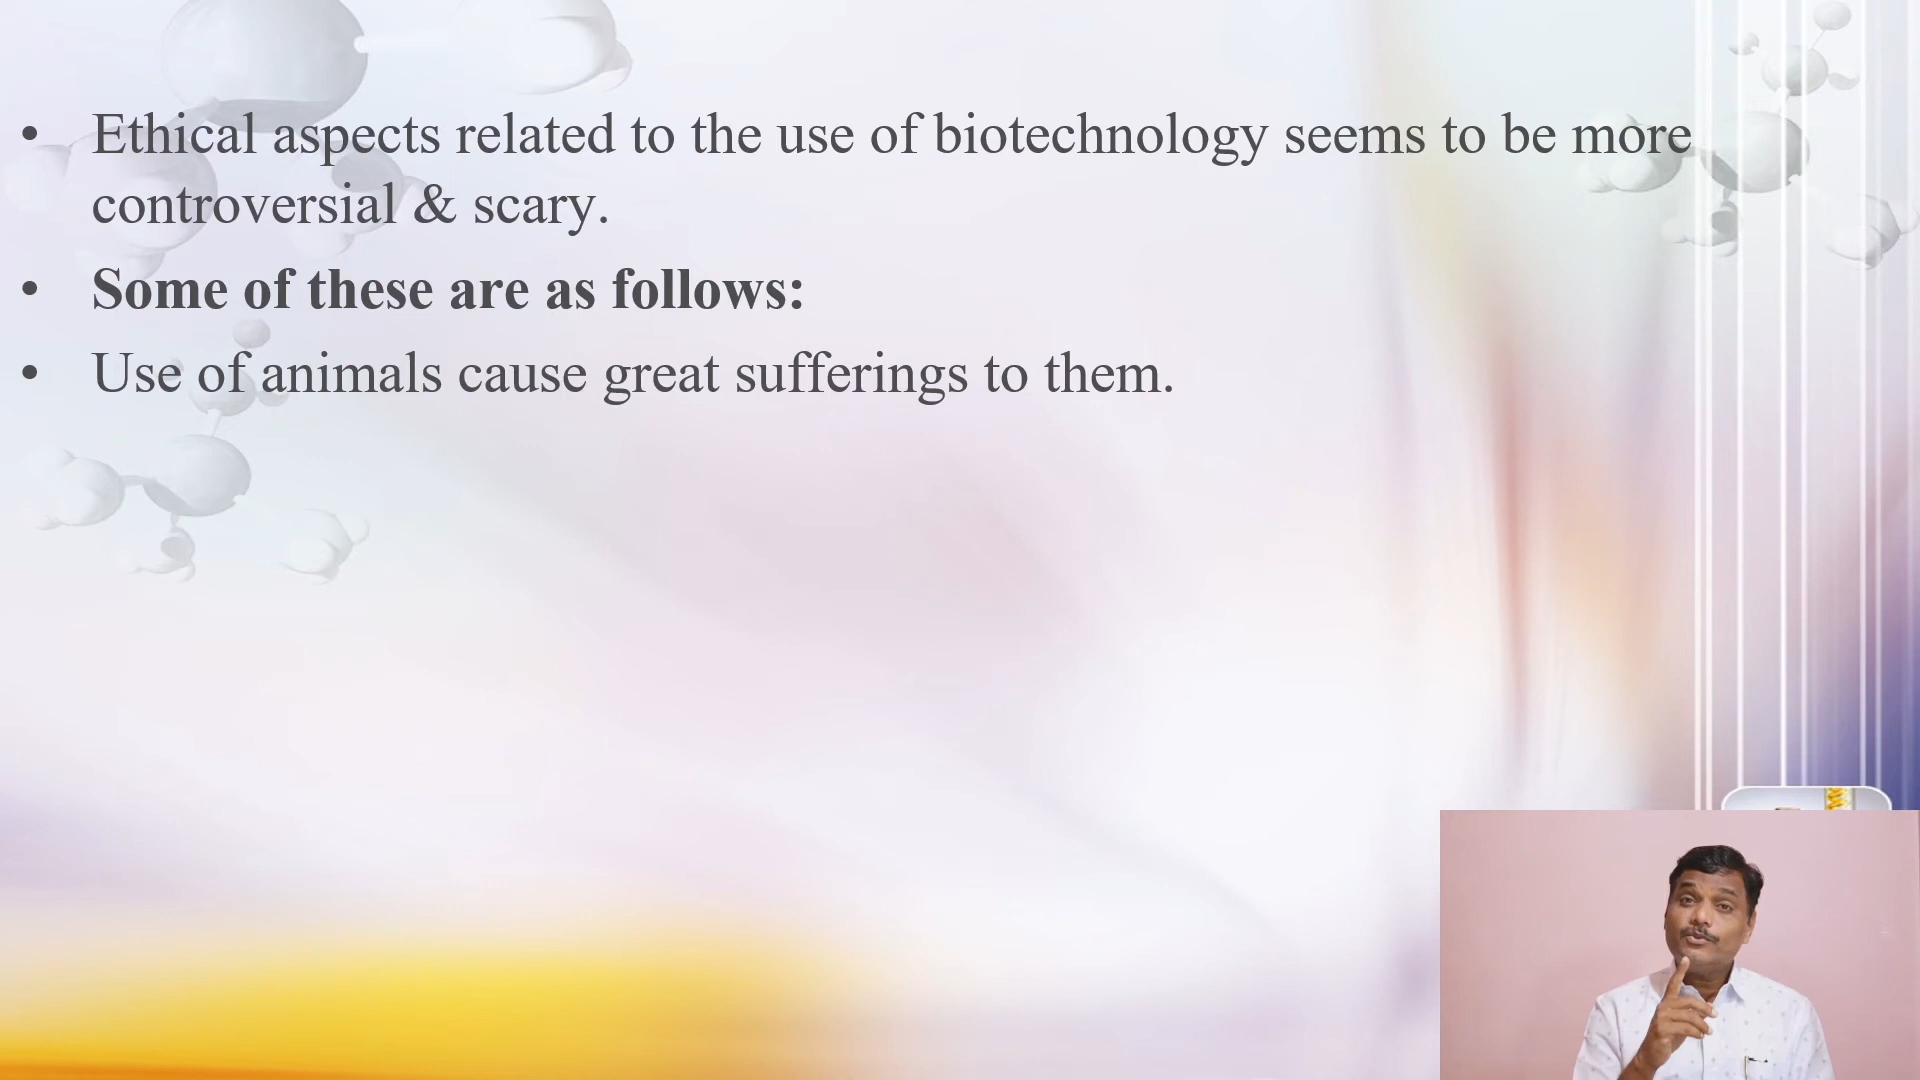 • Ethical aspects related to the use of biotechnology seems to be more
controversial & scary.
• Some of these are as follows:
• Use of animals cause great sufferings to them.